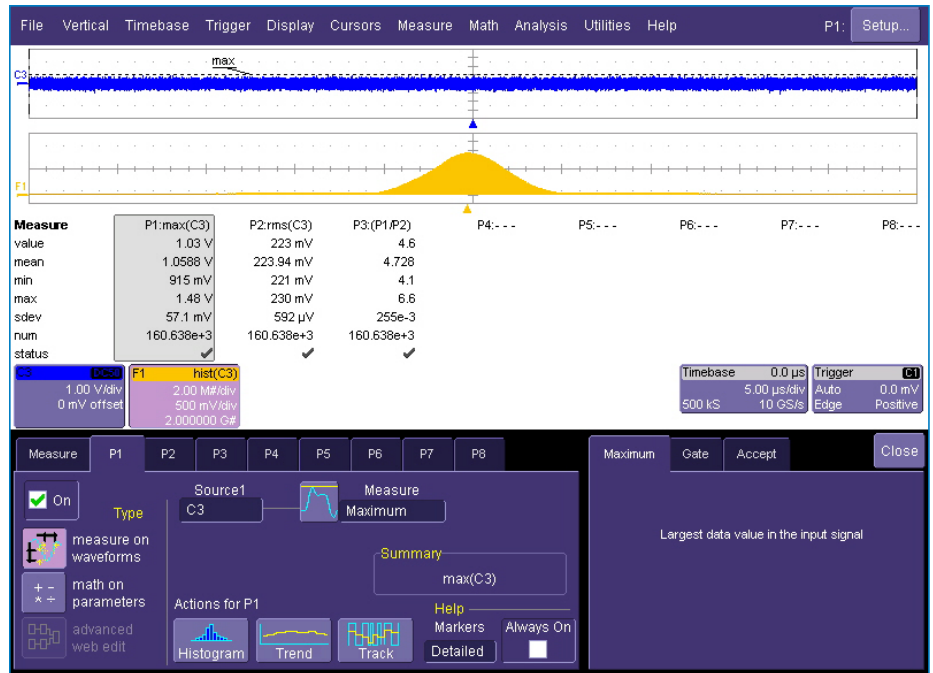 File Vertical Timebase Trigger Display Cursors Measure Math Analysis Utilities Help P1: Setup...
max
C3
F1
Measure P1:max(C3) P2:rms(C3) P3:(P1/P2) P4:- - - P5:- - - P6:- - - P7:- - - P8:- - -
value 1.03 V 223 mV 4.6
mean 1.0588 V 223.94 mV 4.728
min 915 mV 221 mV 4.1
max 1.48 V 230 mV 6.6
sdev 57.1 mV 592 µV 255e-3
num 160.638e+3 160.638e+3 160.638e+3
status
C3 F1 hist(C3) Timebase 0.0 µs Trigger C1
1.00 V/div 2.00 M#/div 5.00 µs/div Auto 0.0 mV
0 mV offset 500 mV/div 500 kS 10 GS/s Edge Positive
2.000000 G#
Measure P1 P2 P3 P4 P5 P6 P7 P8 Maximum Gate Accept Close
On Source1 Measure
Type C3 Maximum
measure on Largest data value in the input signal
waveforms
Summary
math on max(C3)
parameters
Actions for P1 Help
advanced Markers Always On
web edit Histogram Trend Track Detailed